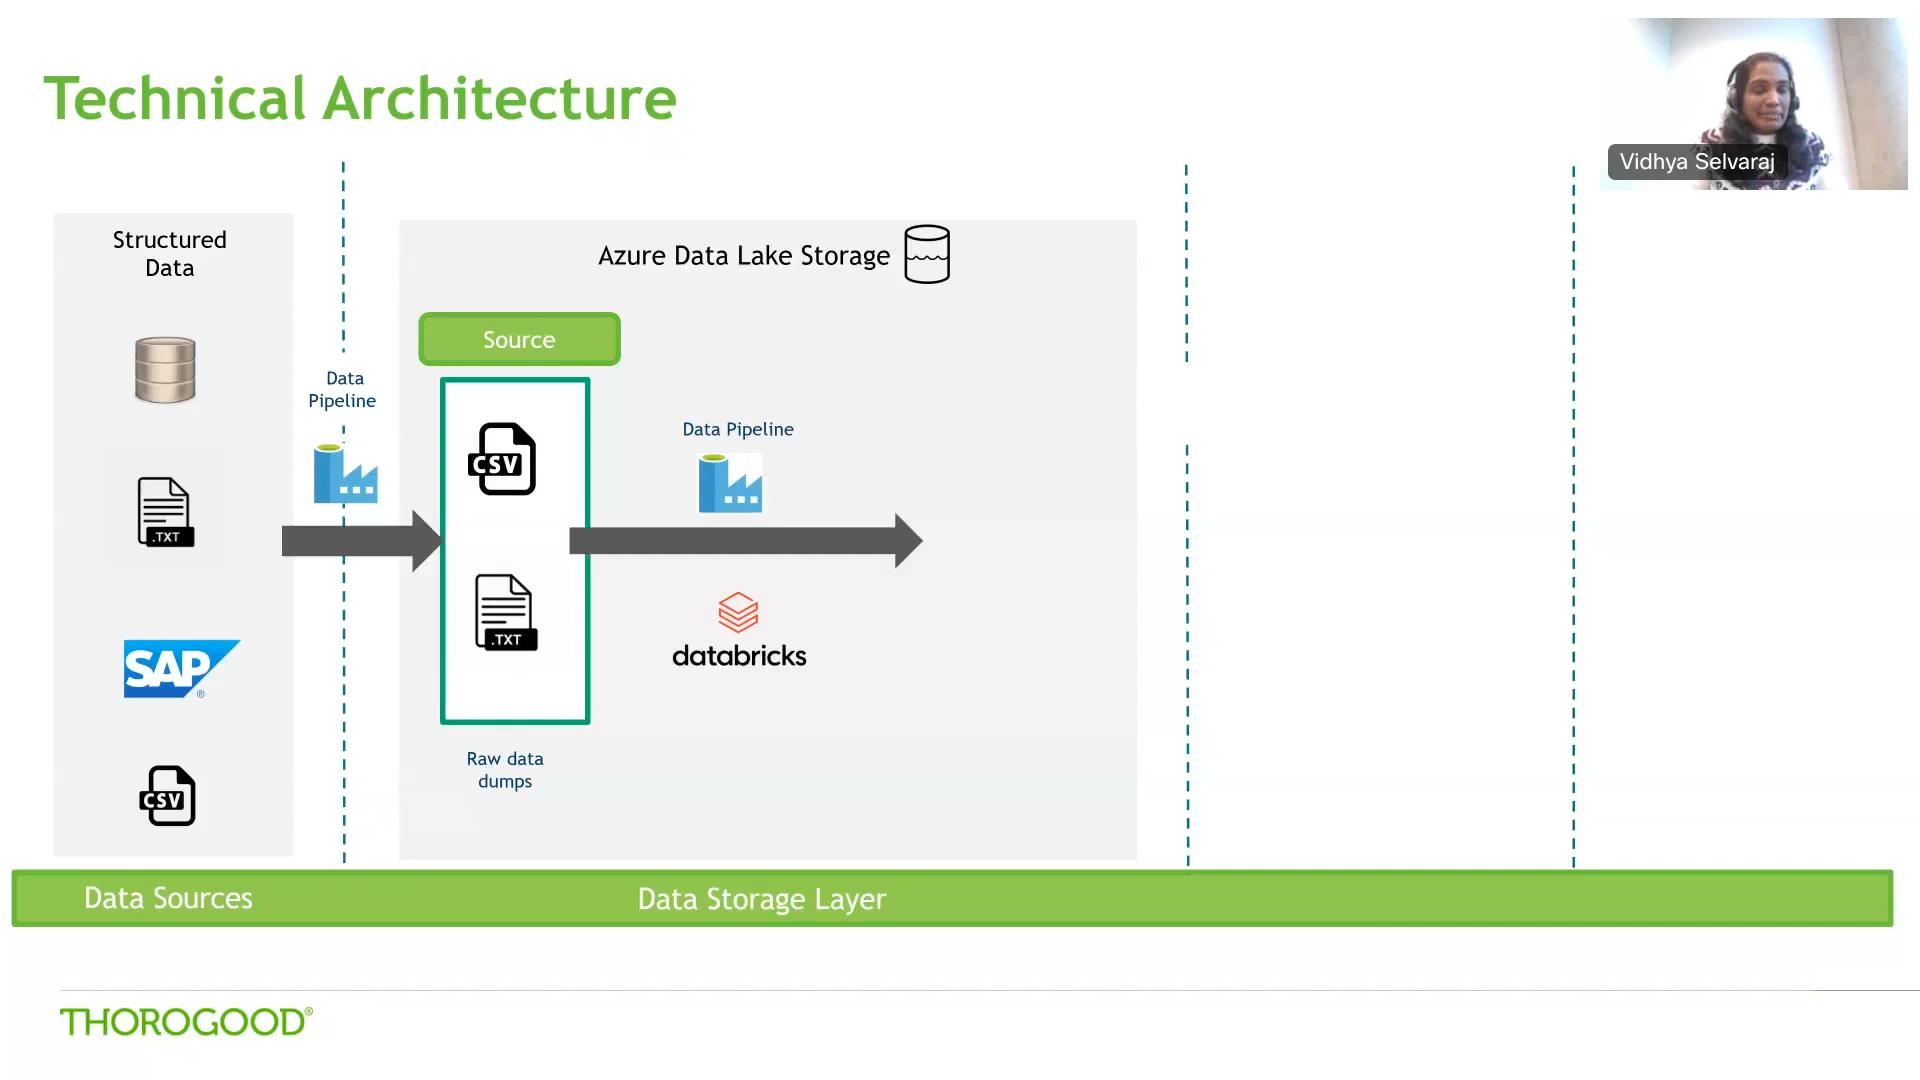 Technical Architecture
Vidhya Selvaraj
Structured
Data
.TXT
SAP®
CSV
Data
Pipeline
Azure Data Lake Storage
Source
CSV
.TXT
Raw data
dumps
Data Pipeline
databricks
Data Sources
Data Storage Layer
THOROGOOD®